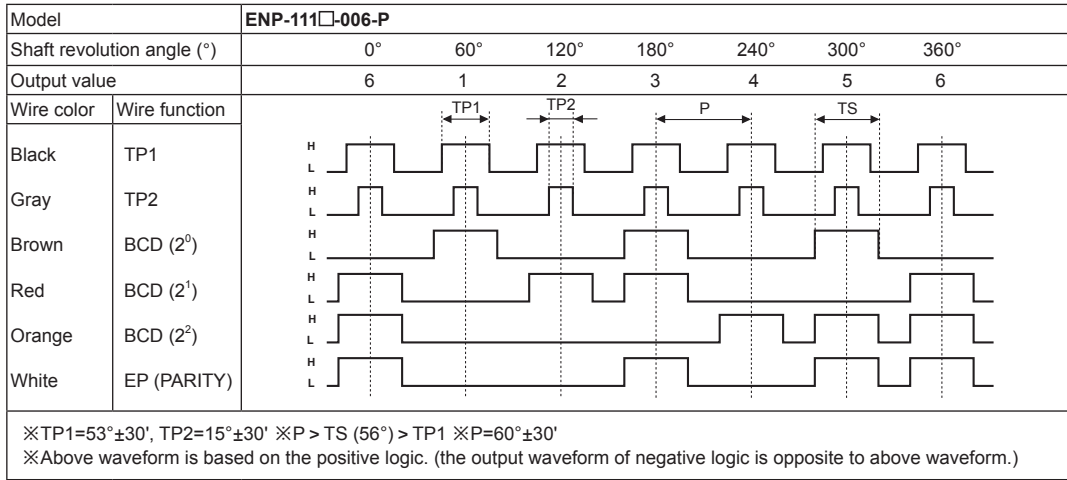 Model ENP-111□-006-P
Shaft revolution angle (°) 0° 60° 120° 180° 240° 300° 360°
Output value 6 1 2 3 4 5 6
Wire color Wire function TP1 TP2 P TS
Black TP1 H L
Gray TP2 H L
Brown BCD (2⁰) H L
Red BCD (2¹) H L
Orange BCD (2²) H L
White EP (PARITY) H L
※TP1=53°±30', TP2=15°±30' ※P > TS (56°) > TP1 ※P=60°±30'
※Above waveform is based on the positive logic. (the output waveform of negative logic is opposite to above waveform.)